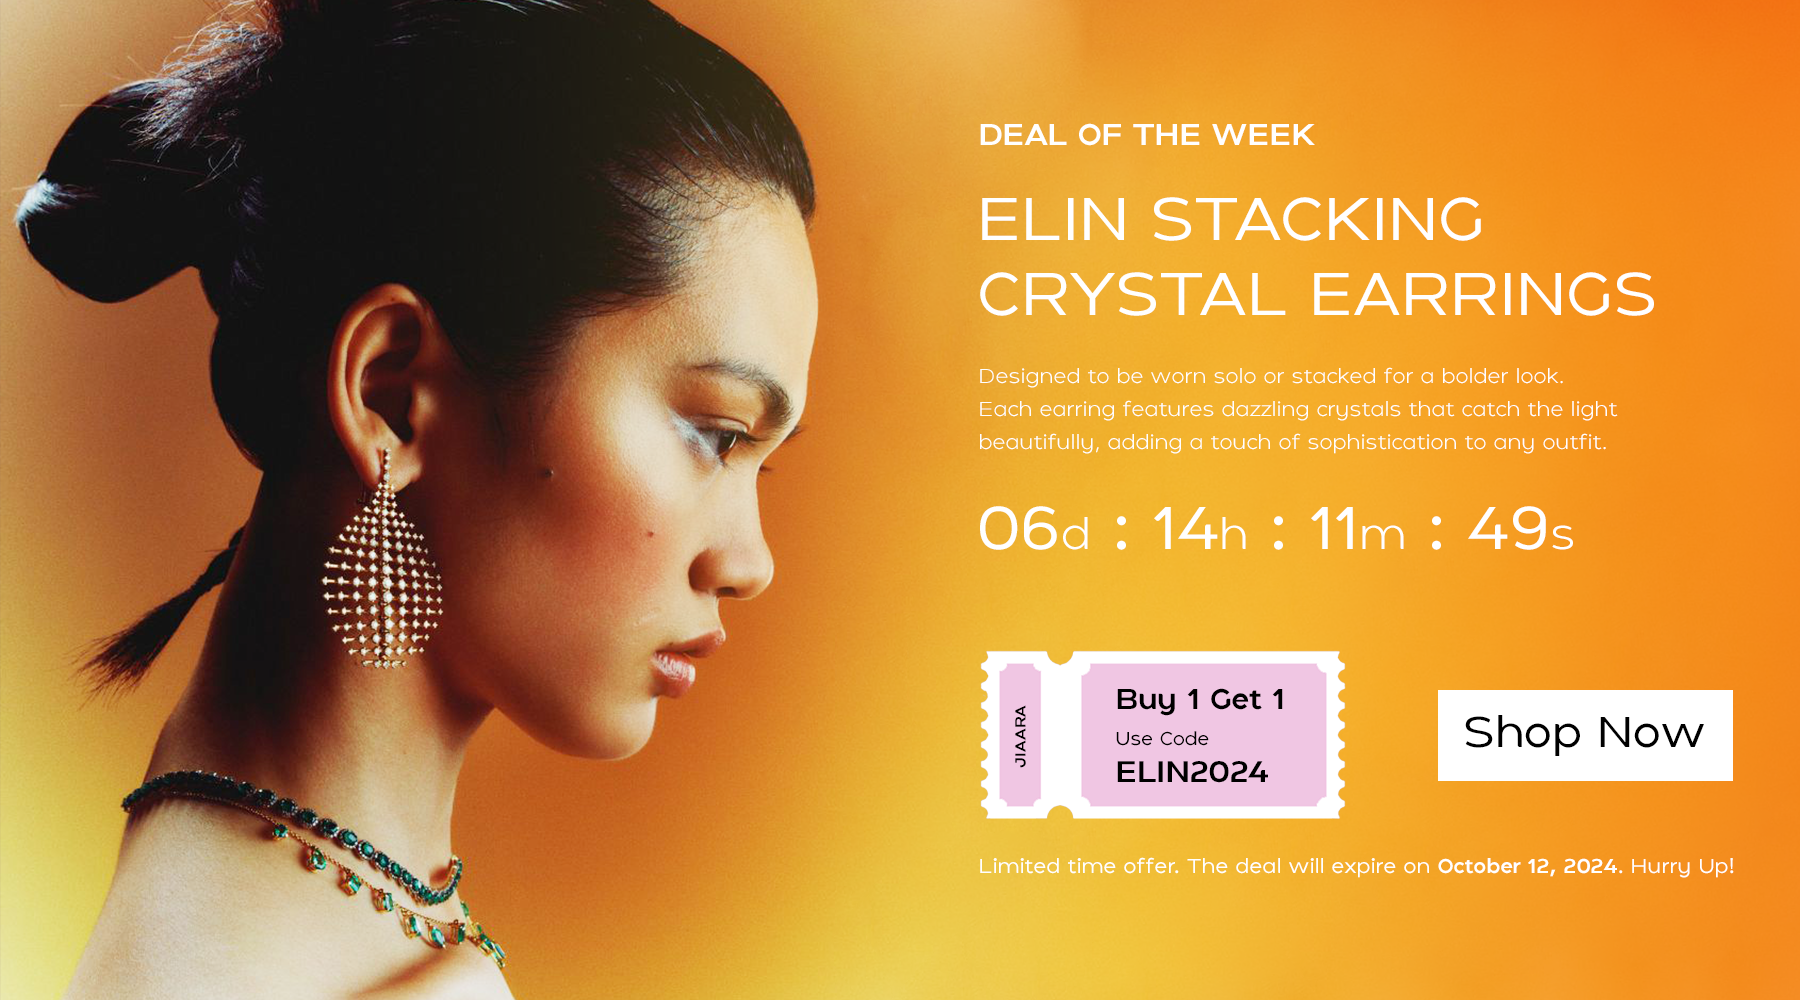 DEAL OF THE WEEK
ELIN STACKING
CRYSTAL EARRINGS
Designed to be worn solo or stacked for a bolder look.
Each earring features dazzling crystals that catch the light
beautifully, adding a touch of sophistication to any outfit.
06d : 14h : 11m : 49s
JIAARA
Buy 1 Get 1
Use Code
ELIN2024
Shop Now
Limited time offer. The deal will expire on October 12, 2024. Hurry Up!